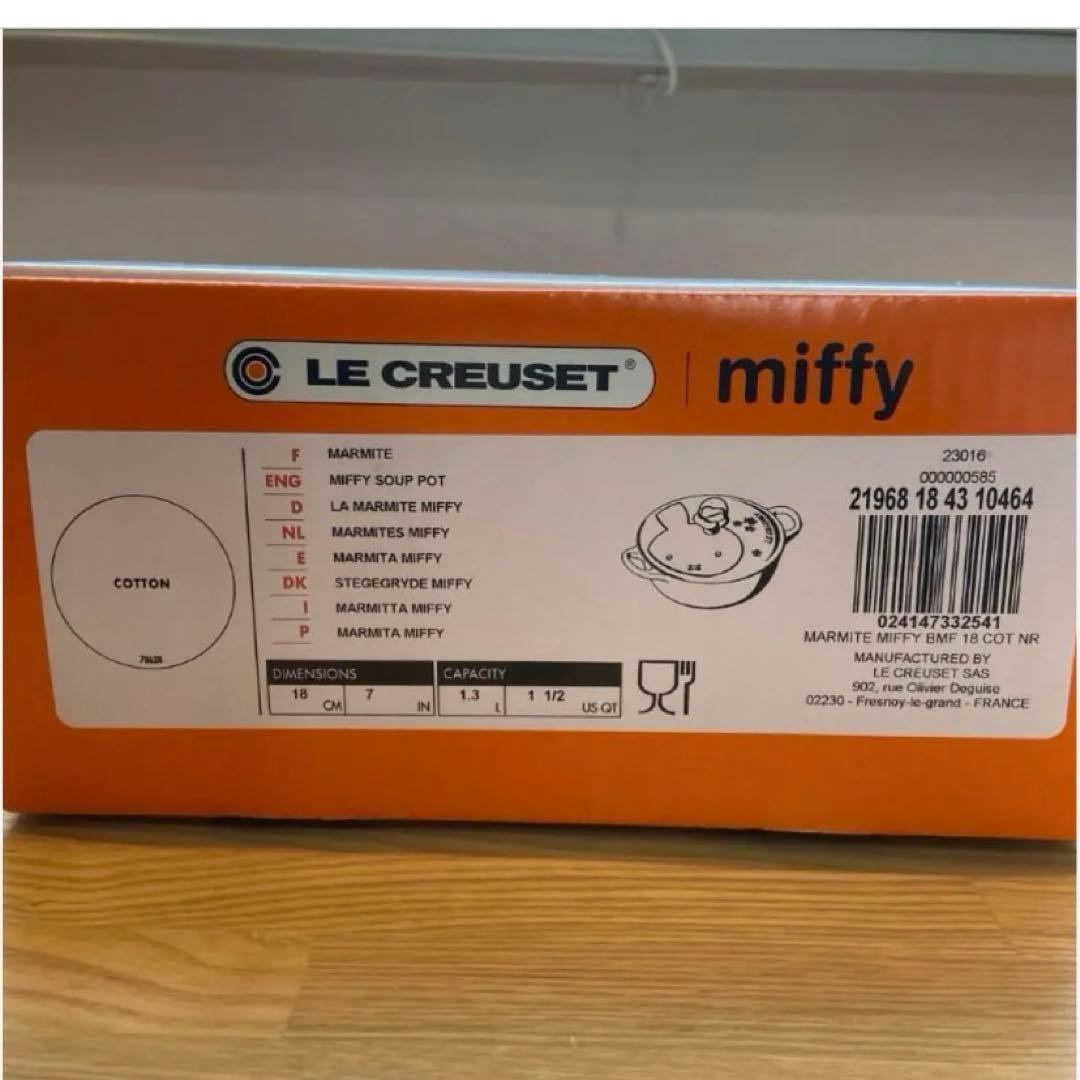 LE CREUSET® | miffy
COTTON
F MARMITE
ENG MIFFY SOUP POT
D LA MARMITE MIFFY
NL MARMITES MIFFY
E MARMITA MIFFY
DK STEGEGRYDE MIFFY
I MARMITTA MIFFY
P MARMITA MIFFY
DIMENSIONS CAPACITY
18 CM 7 IN 1.3 L 1 1/2 US QT
23016
000000585
21968 18 43 10464
024147332541
MARMITE MIFFY BMF 18 COT NR
MANUFACTURED BY
LE CREUSET SAS
902, rue Olivier Deguise
02230 - Fresnoy-le-grand - FRANCE